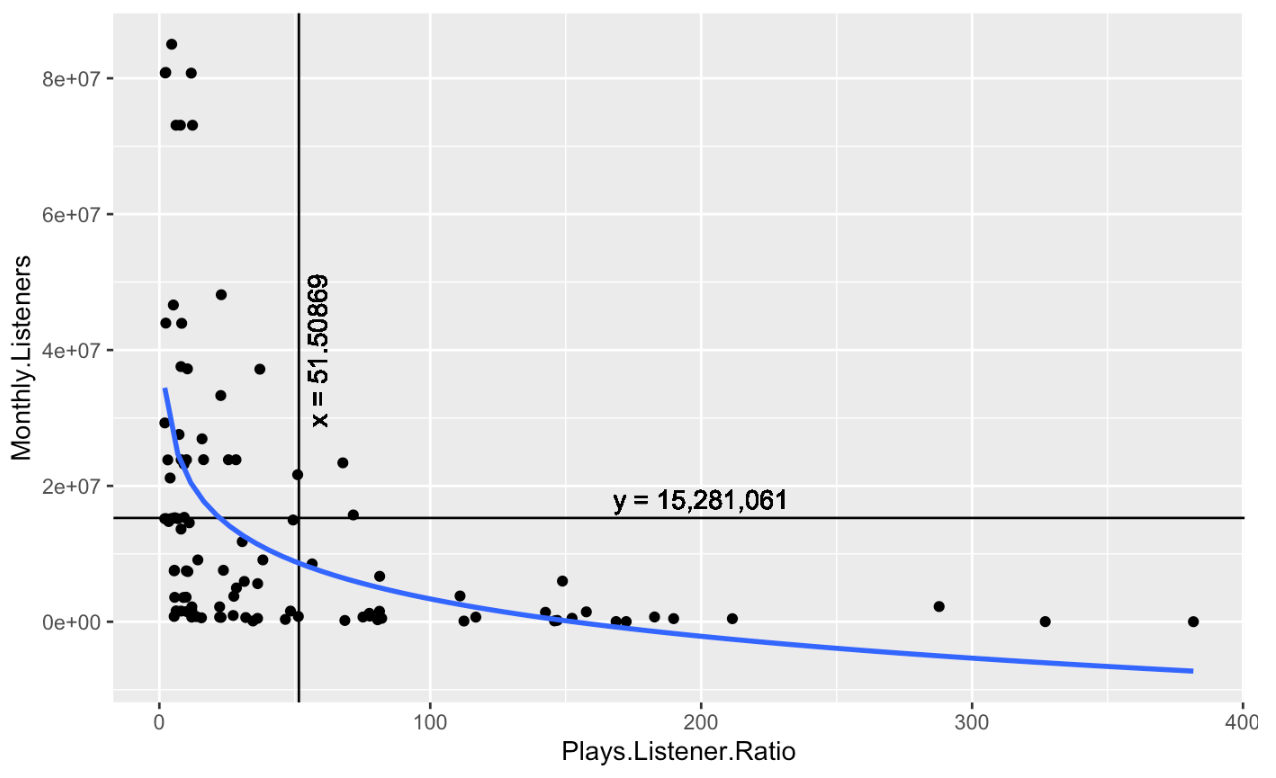 8e+07
6e+07
4e+07
2e+07
0e+00
Monthly.Listeners
x = 51.50869
y = 15,281,061
0 100 200 300 400
Plays.Listener.Ratio